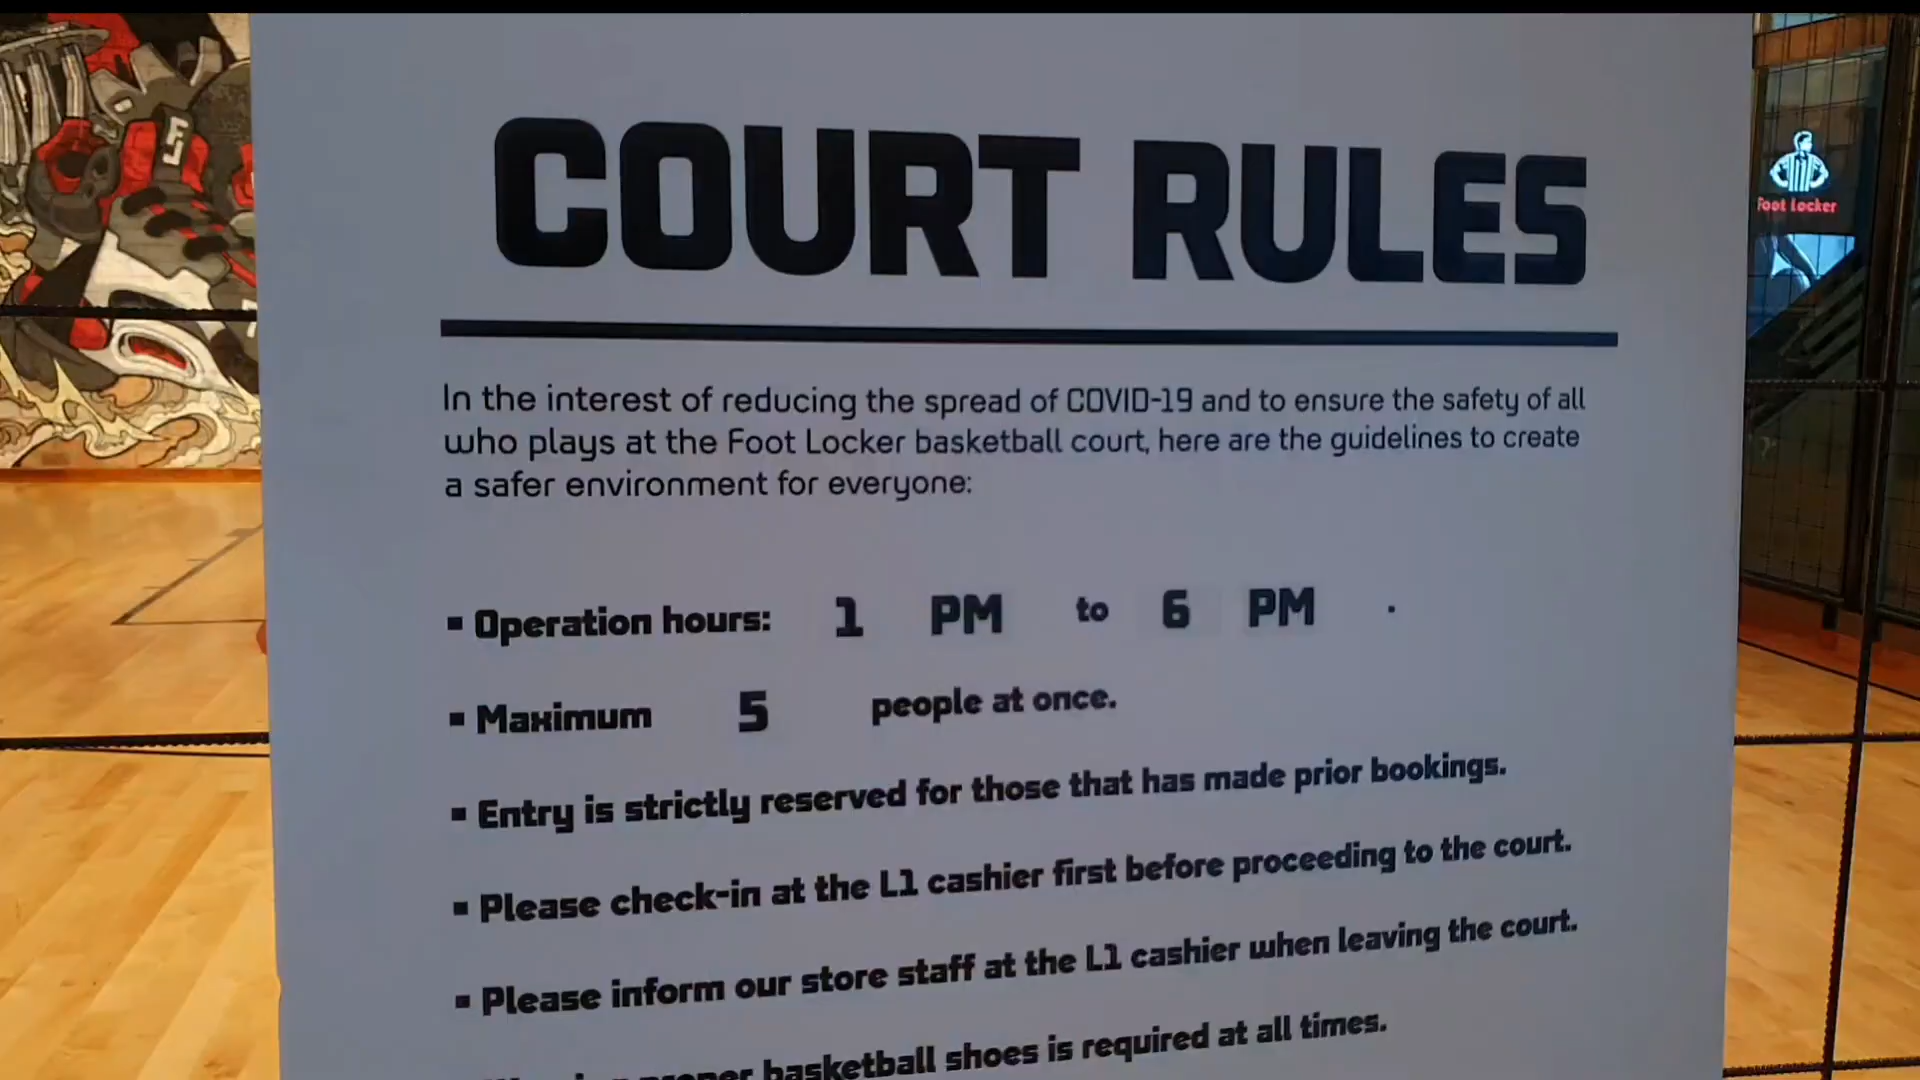 COURT RULES
In the interest of reducing the spread of COVID-19 and to ensure the safety of all
who plays at the Foot Locker basketball court, here are the guidelines to create
a safer environment for everyone:
▪ Operation hours: 1 PM to 6 PM .
▪ Maximum 5 people at once.
▪ Entry is strictly reserved for those that has made prior bookings.
▪ Please check-in at the L1 cashier first before proceeding to the court.
▪ Please inform our store staff at the L1 cashier when leaving the court.
proper basketball shoes is required at all times.
Foot Locker